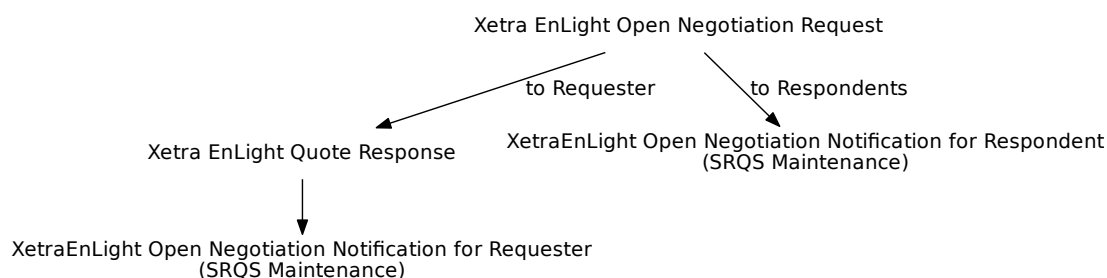 Xetra EnLight Open Negotiation Request
to Requester
to Respondents
Xetra EnLight Quote Response
XetraEnLight Open Negotiation Notification for Respondent
(SRQS Maintenance)
XetraEnLight Open Negotiation Notification for Requester
(SRQS Maintenance)